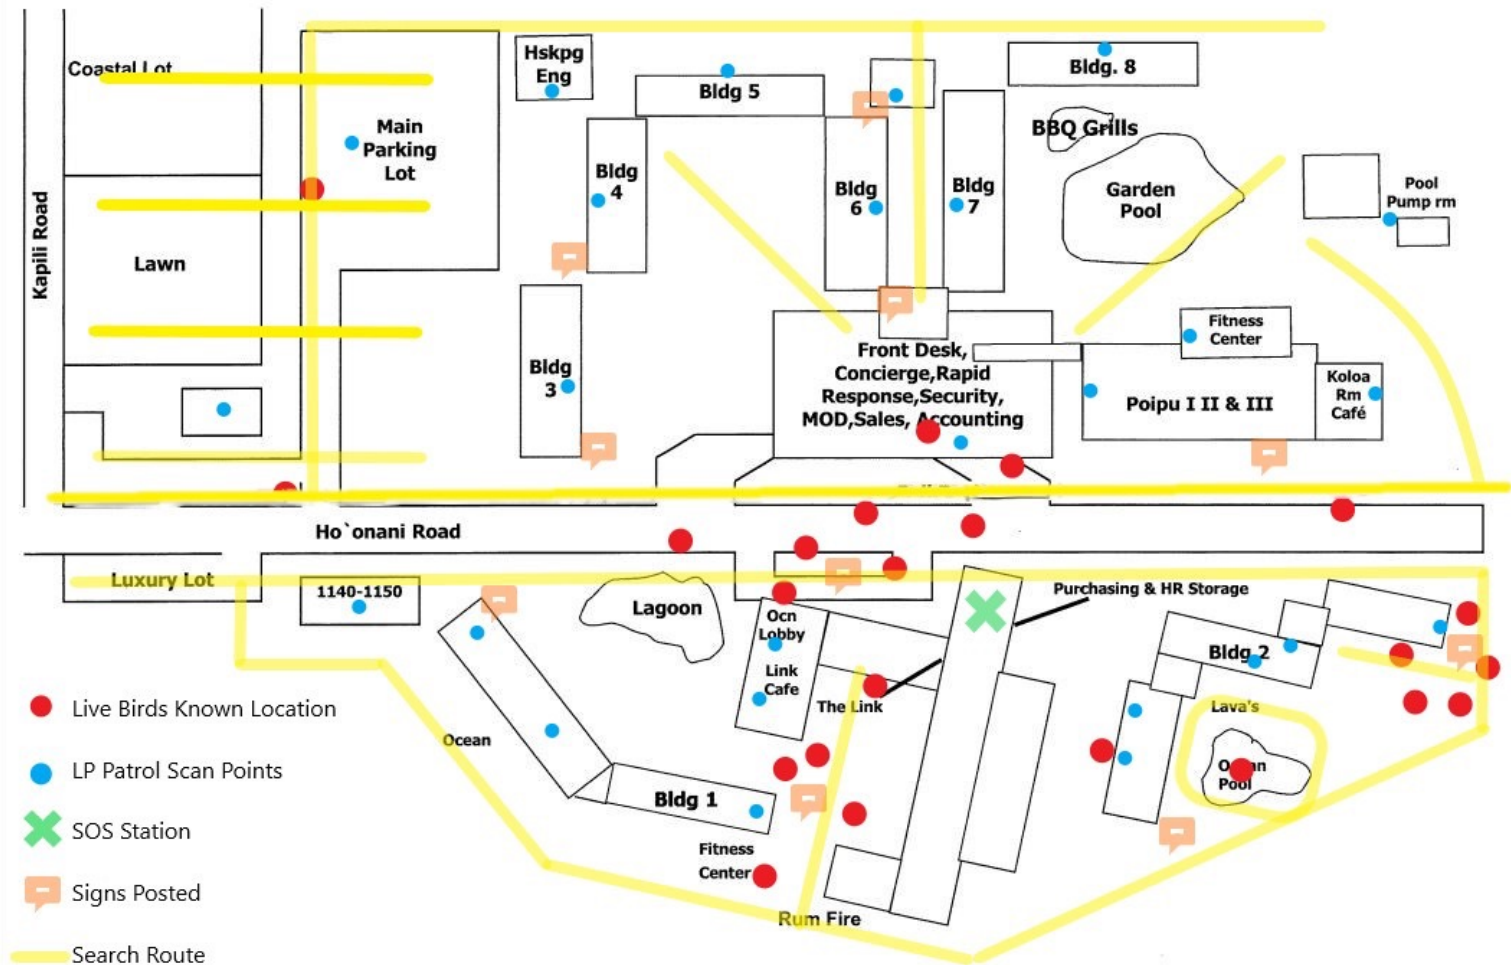 Coastal Lot
Hskpg
Eng
Bldg 5
Bldg. 8
Main
Parking
Lot
BBQ Grills
Bldg
4
Bldg
6
Bldg
7
Garden
Pool
Pool
Pump rm
Kapili Road
Lawn
Fitness
Center
Bldg
3
Front Desk,
Concierge,Rapid
Response,Security,
MOD,Sales, Accounting
Poipu I II & III
Koloa
Rm
Café
Ho`onani Road
Luxury Lot
1140-1150
Lagoon
Purchasing & HR Storage
Ocn
Lobby
Link
Cafe
The Link
Bldg 2
Lava's
Ocean
Pool
Ocean
Bldg 1
Fitness
Center
Rum Fire
Live Birds Known Location
LP Patrol Scan Points
SOS Station
Signs Posted
Search Route